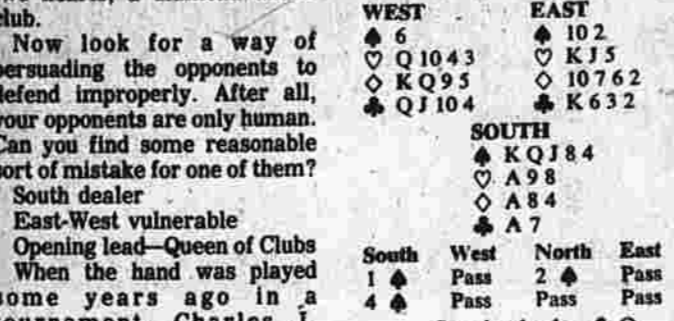 club.
Now look for a way of
persuading the opponents to
defend improperly. After all,
your opponents are only human.
Can you find some reasonable
sort of mistake for one of them?
South dealer
East-West vulnerable
Opening lead—Queen of Clubs
When the hand was played
some years ago in a
WEST EAST
♠ 6 ♠ 10 2
♡ Q 10 4 3 ♡ K J 5
◇ K Q 9 5 ◇ 10 7 6 2
♣ Q J 10 4 ♣ K 6 3 2
SOUTH
♠ K Q J 8 4
♡ A 9 8
◇ A 8 4
♣ A 7
South West North East
1 ♠ Pass 2 ♠ Pass
4 ♠ Pass Pass Pass